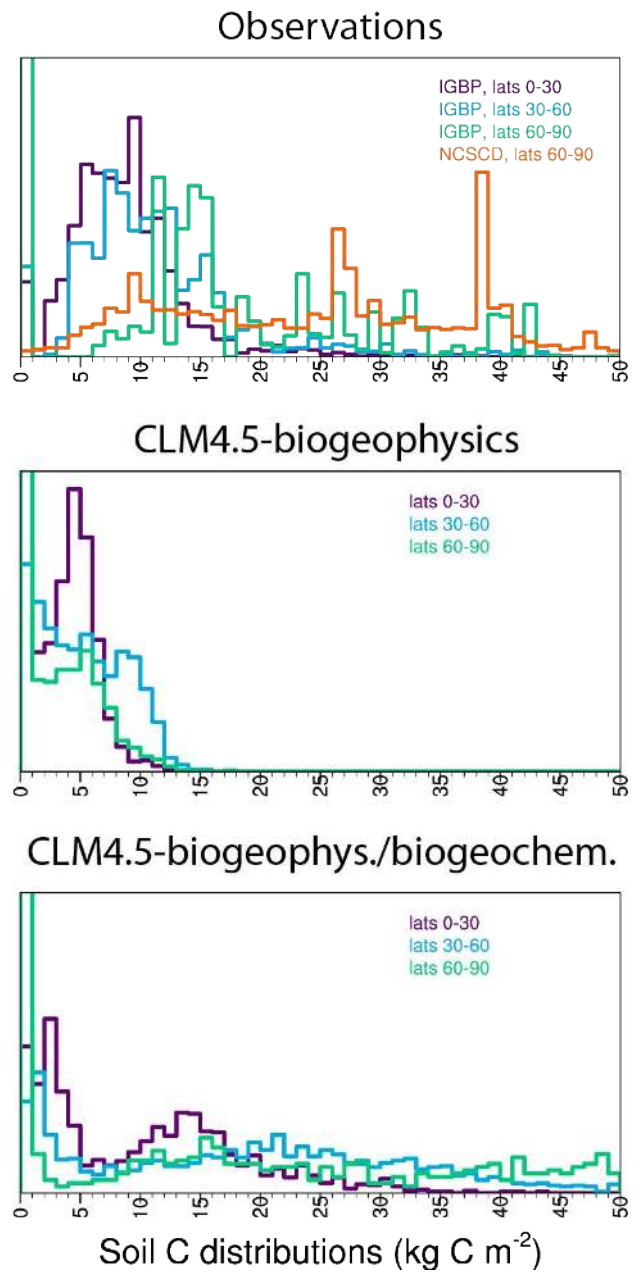 Observations
IGBP, lats 0-30
IGBP, lats 30-60
IGBP, lats 60-90
NCSCD, lats 60-90
0 5 10 15 20 25 30 35 40 45 50
CLM4.5-biogeophysics
lats 0-30
lats 30-60
lats 60-90
0 5 10 15 20 25 30 35 40 45 50
CLM4.5-biogeophys./biogeochem.
lats 0-30
lats 30-60
lats 60-90
0 5 10 15 20 25 30 35 40 45 50
Soil C distributions (kg C m⁻²)